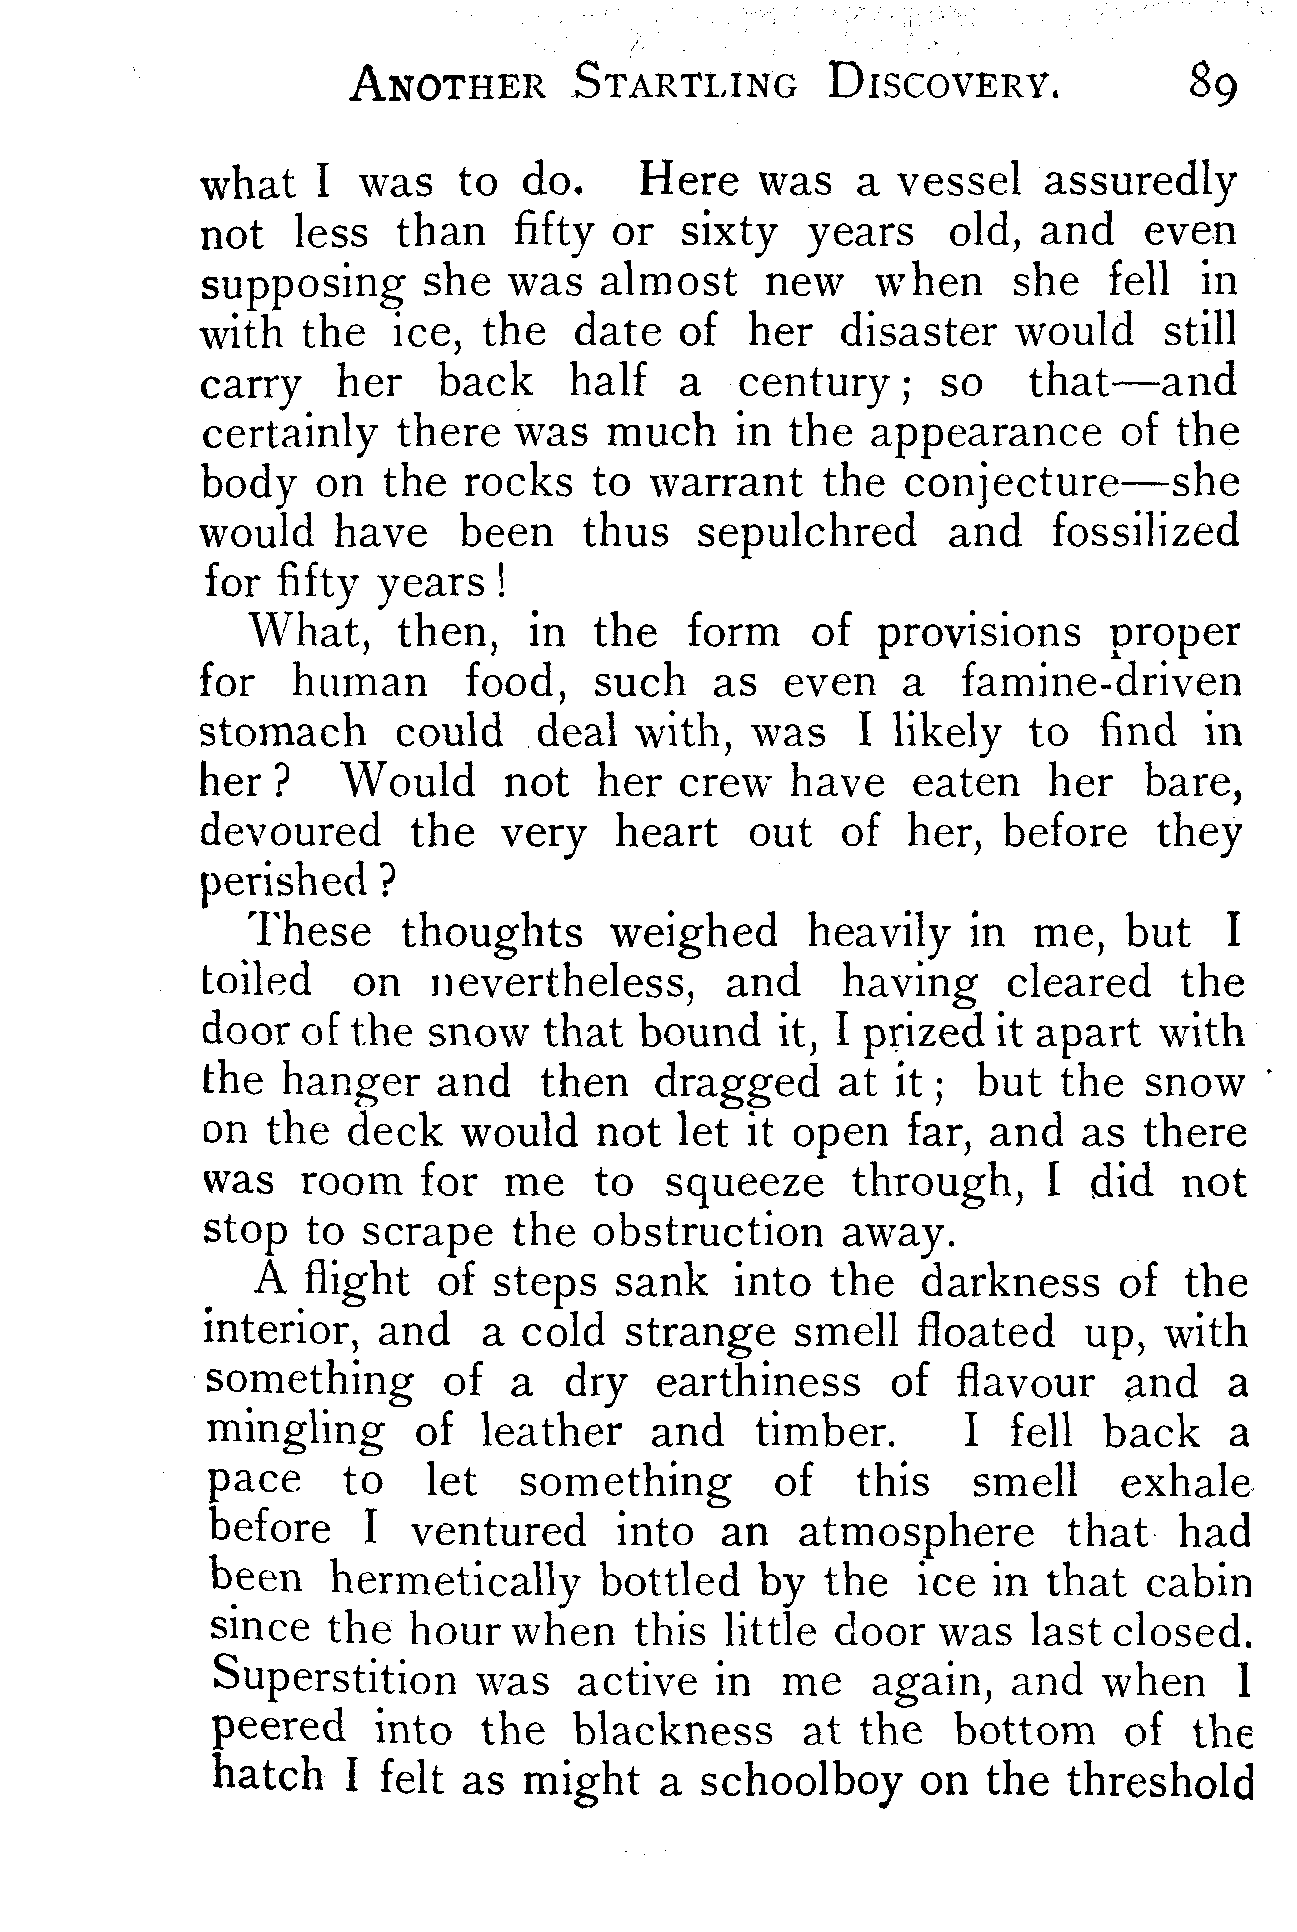 ANOTHER STARTLING DISCOVERY. 89
what I was to do. Here was a vessel assuredly
not less than fifty or sixty years old, and even
supposing she was almost new when she fell in
with the ice, the date of her disaster would still
carry her back half a century; so that—and
certainly there was much in the appearance of the
body on the rocks to warrant the conjecture—she
would have been thus sepulchred and fossilized
for fifty years!
What, then, in the form of provisions proper
for human food, such as even a famine-driven
stomach could deal with, was I likely to find in
her? Would not her crew have eaten her bare,
devoured the very heart out of her, before they
perished?
These thoughts weighed heavily in me, but I
toiled on nevertheless, and having cleared the
door of the snow that bound it, I prized it apart with
the hanger and then dragged at it; but the snow
on the deck would not let it open far, and as there
was room for me to squeeze through, I did not
stop to scrape the obstruction away.
A flight of steps sank into the darkness of the
interior, and a cold strange smell floated up, with
something of a dry earthiness of flavour and a
mingling of leather and timber. I fell back a
pace to let something of this smell exhale
before I ventured into an atmosphere that had
been hermetically bottled by the ice in that cabin
since the hour when this little door was last closed.
Superstition was active in me again, and when I
peered into the blackness at the bottom of the
hatch I felt as might a schoolboy on the threshold